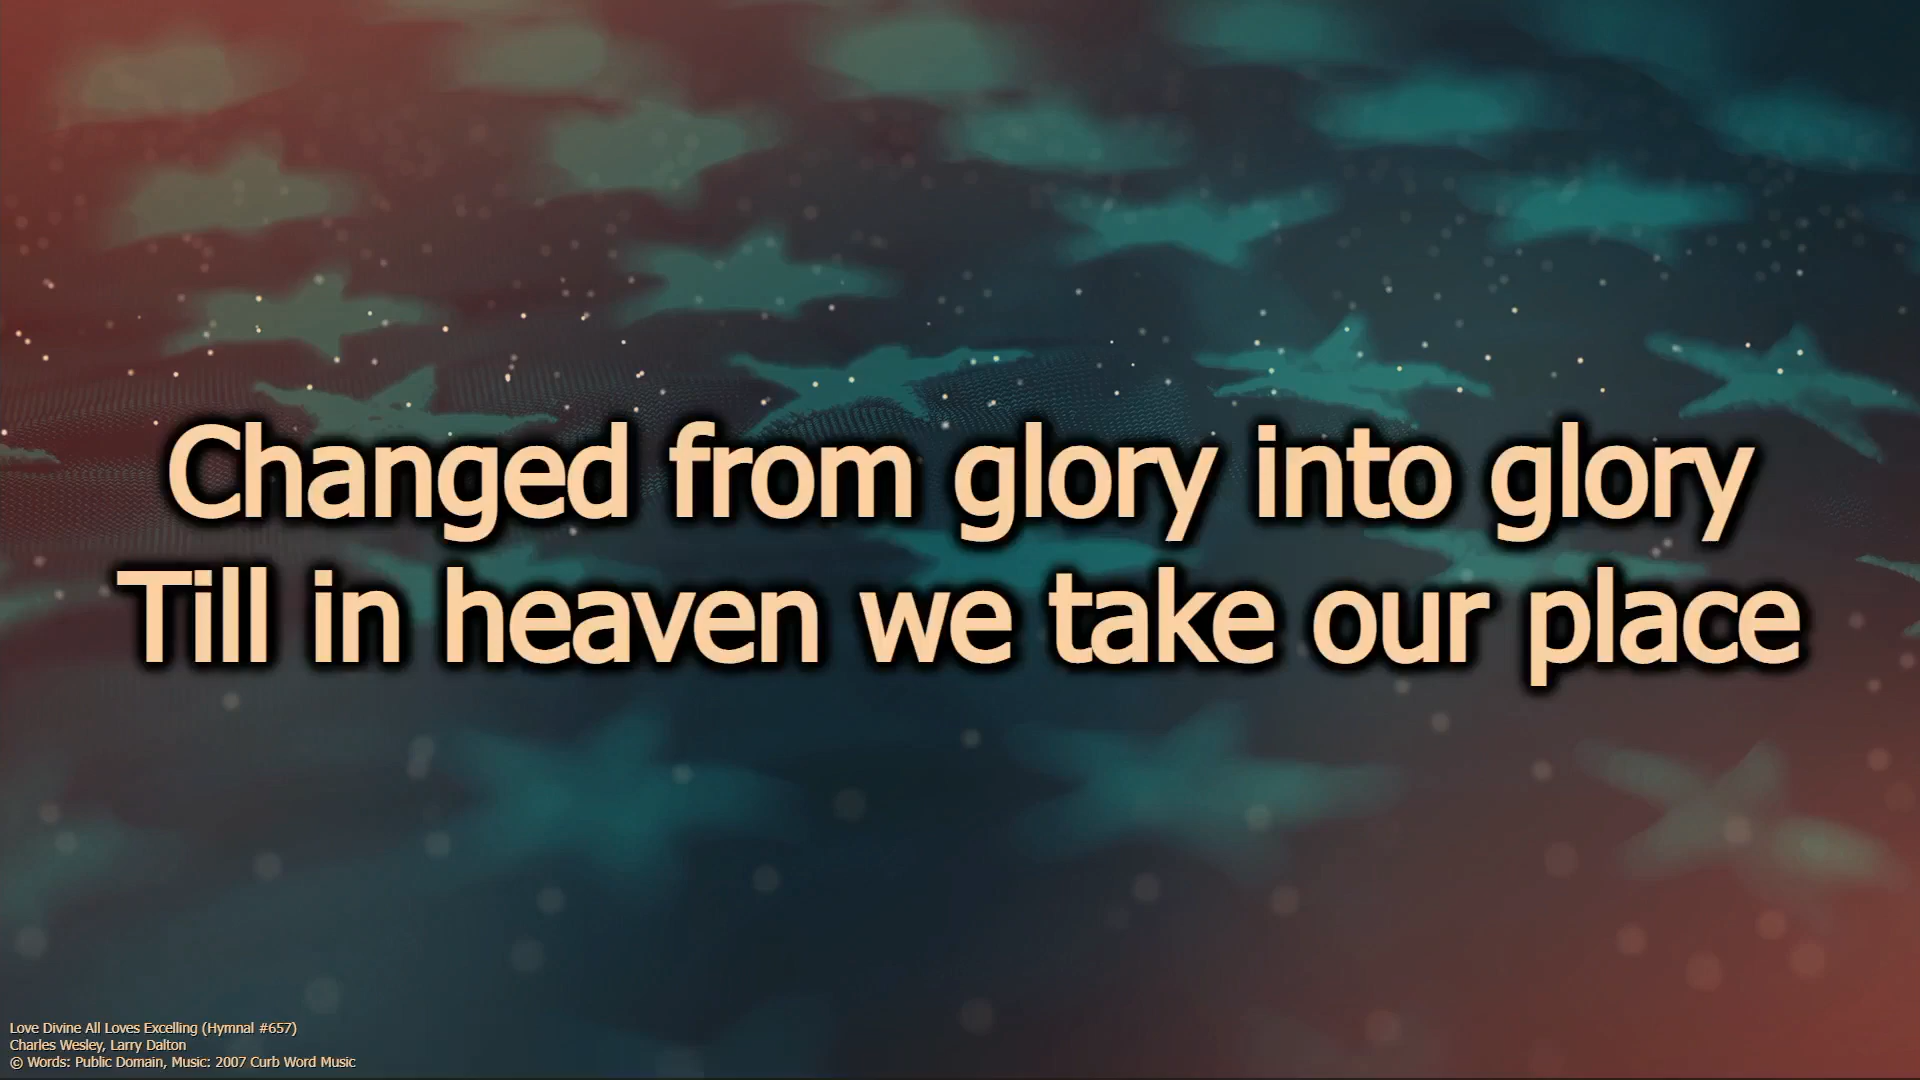 Changed from glory into glory
Till in heaven we take our place
Love Divine All Loves Excelling (Hymnal #657)
Charles Wesley, Larry Dalton
© Words: Public Domain, Music: 2007 Curb Word Music